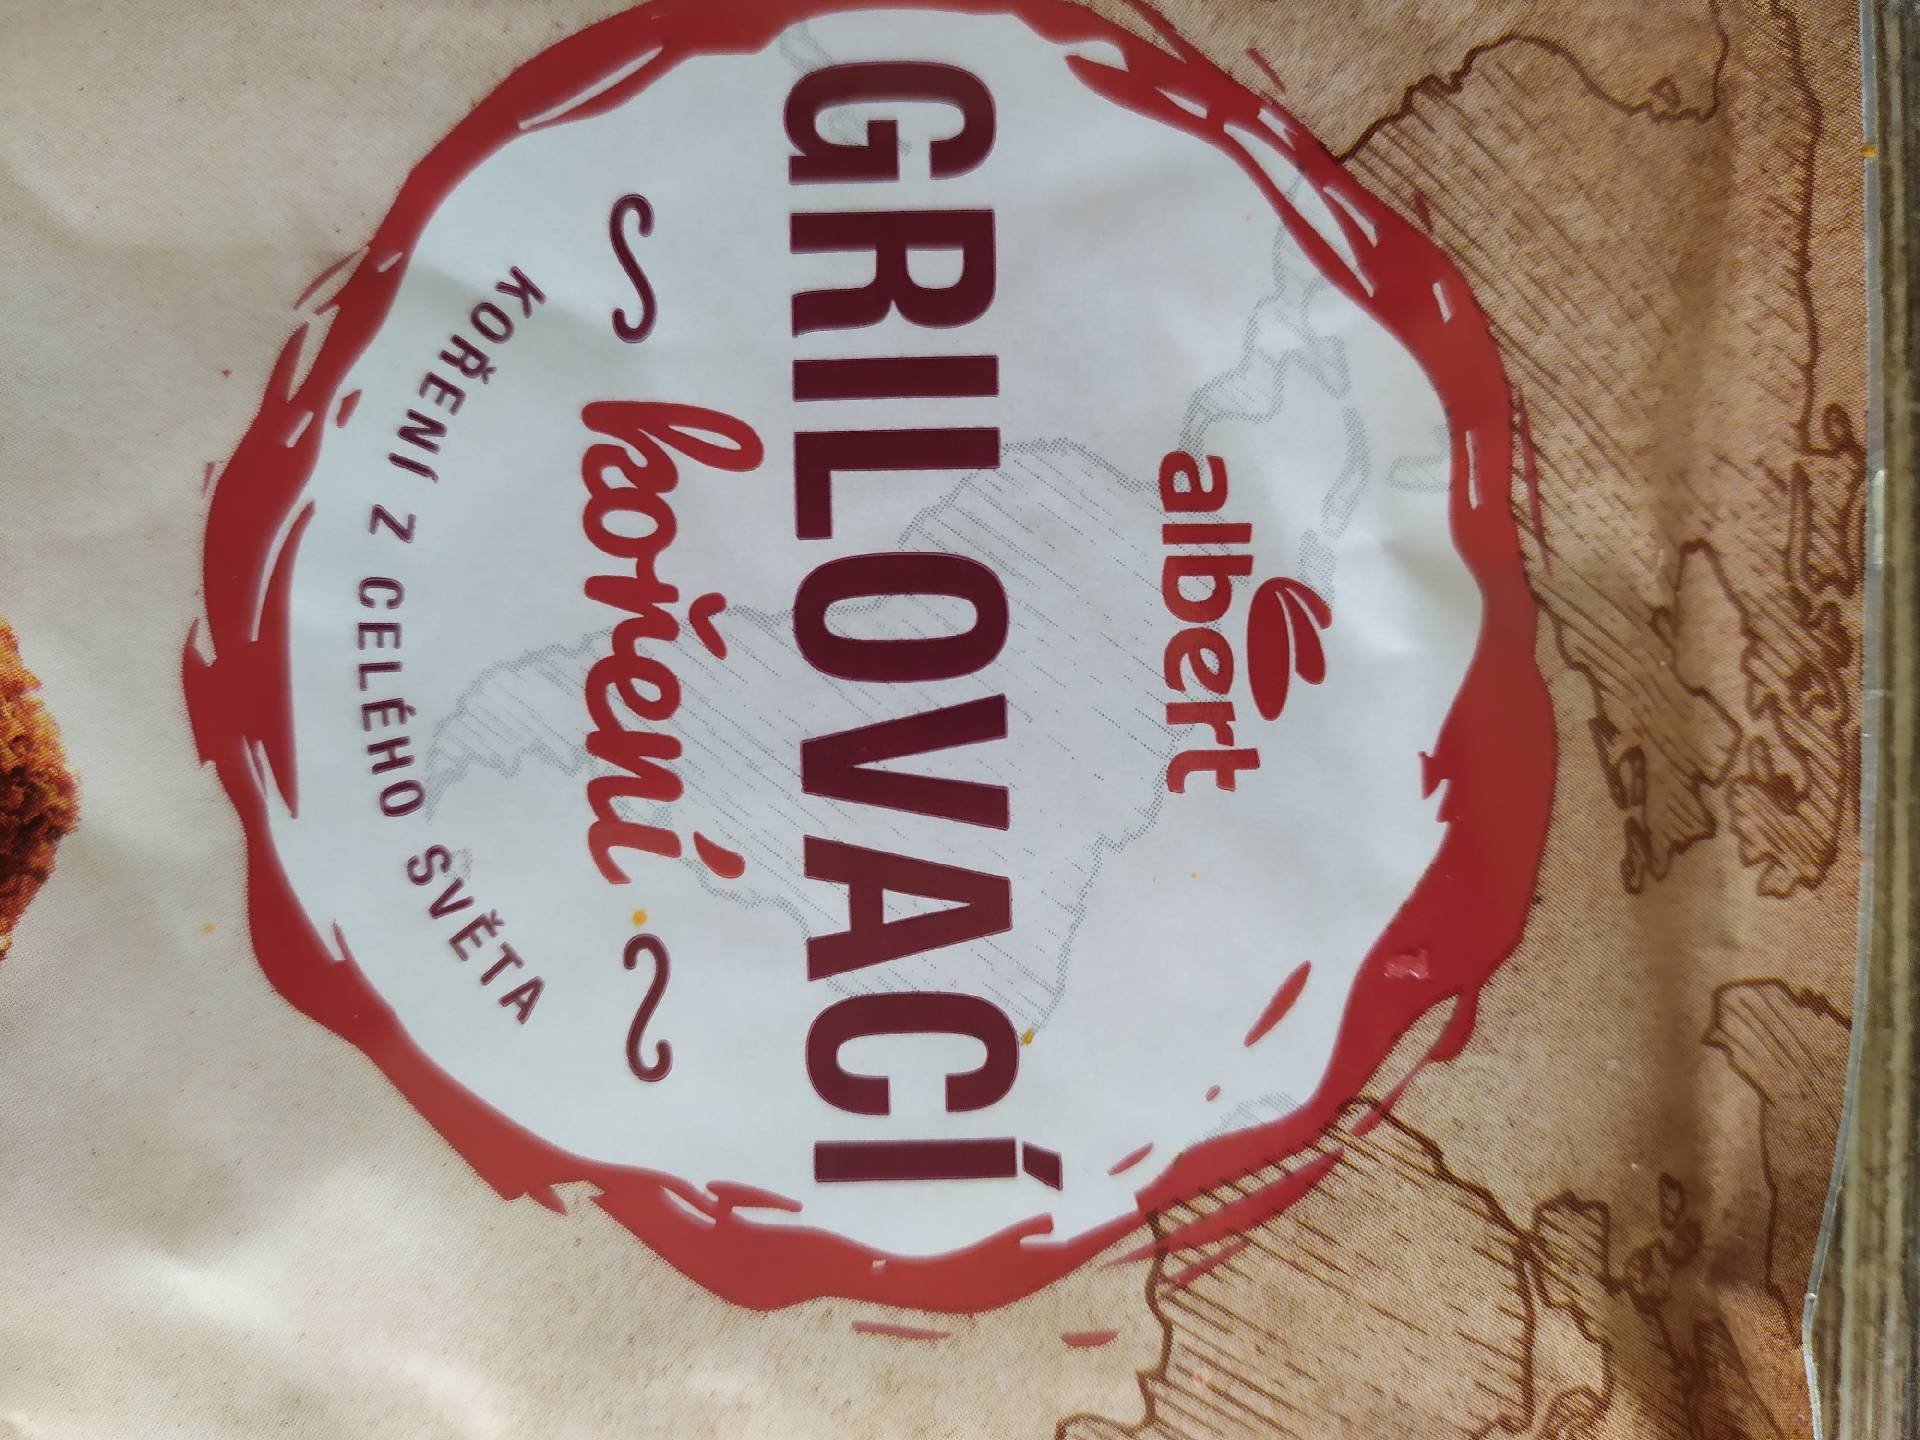 albert
GRILOVACÍ
koření
KOŘENÍ Z CELÉHO SVĚTA